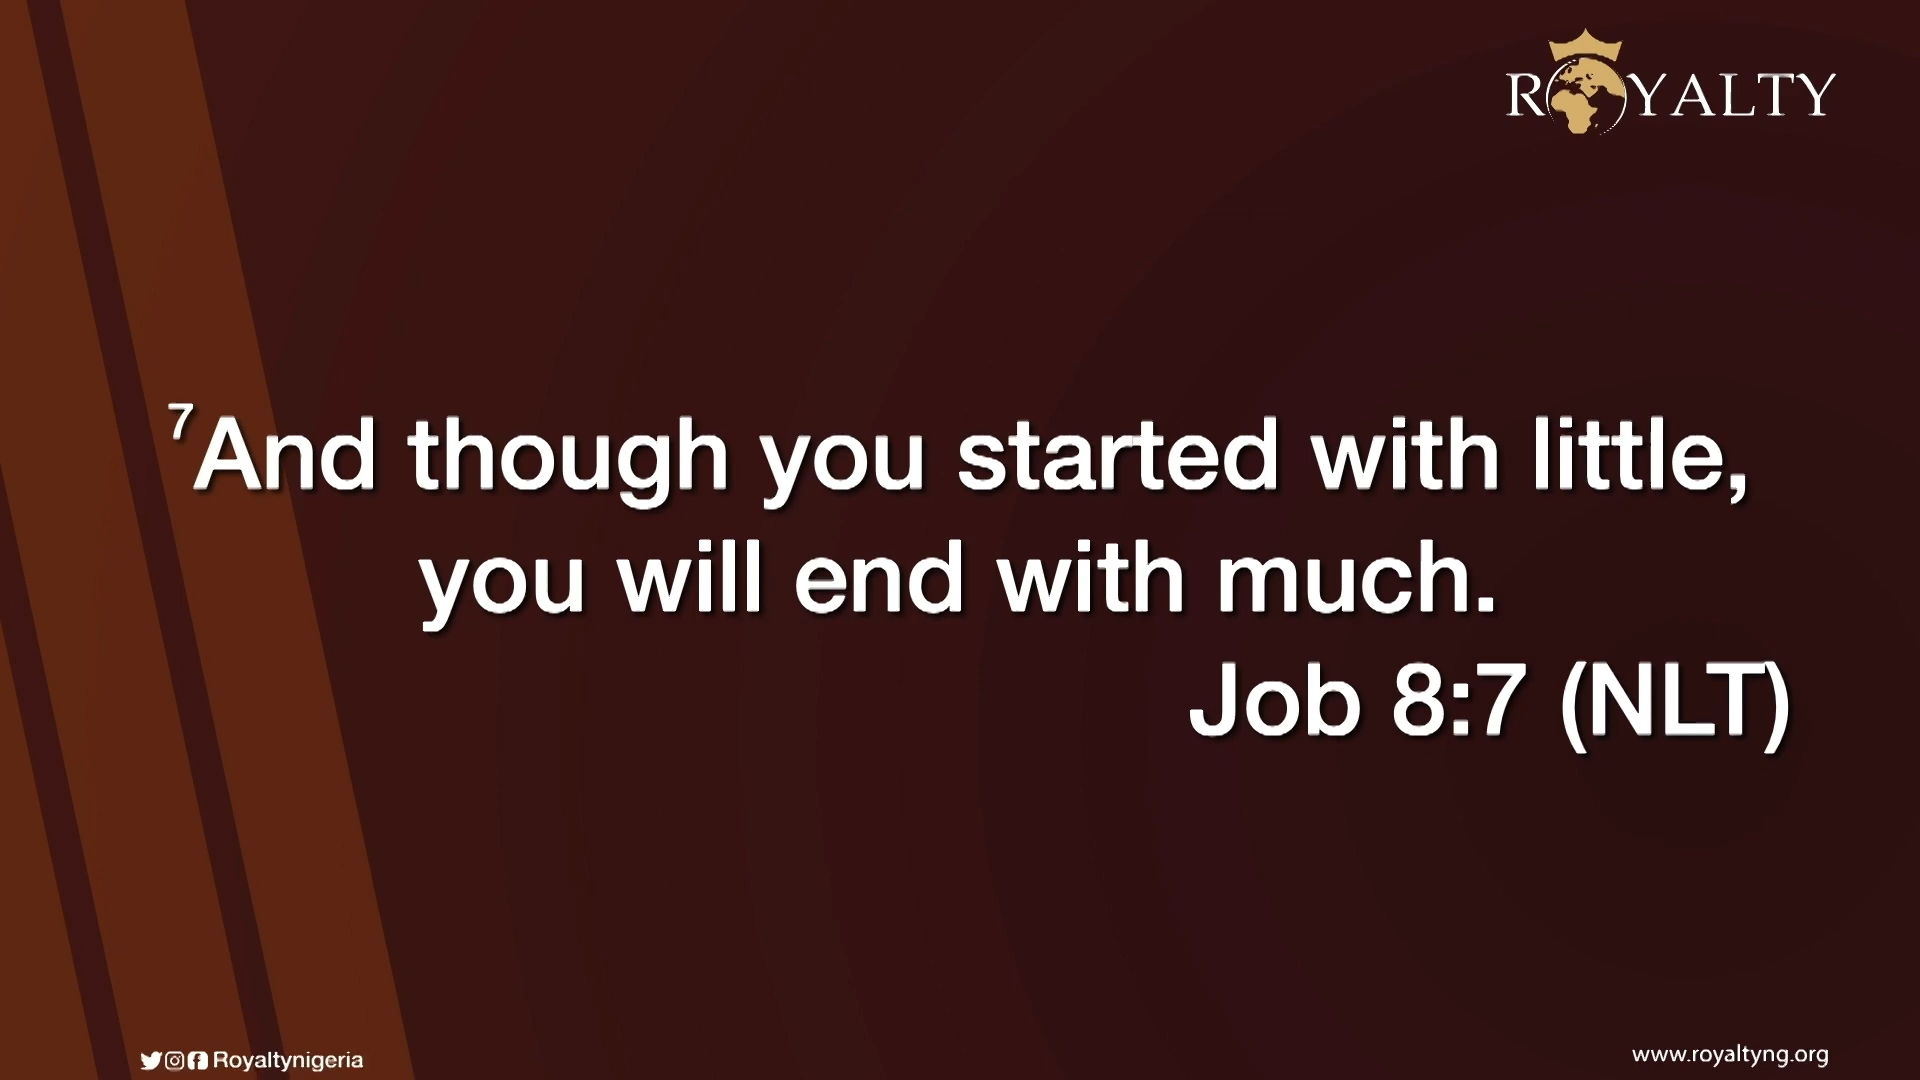 ROYALTY
7And though you started with little,
you will end with much.
Job 8:7 (NLT)
Royaltynigeria
www.royaltyng.org